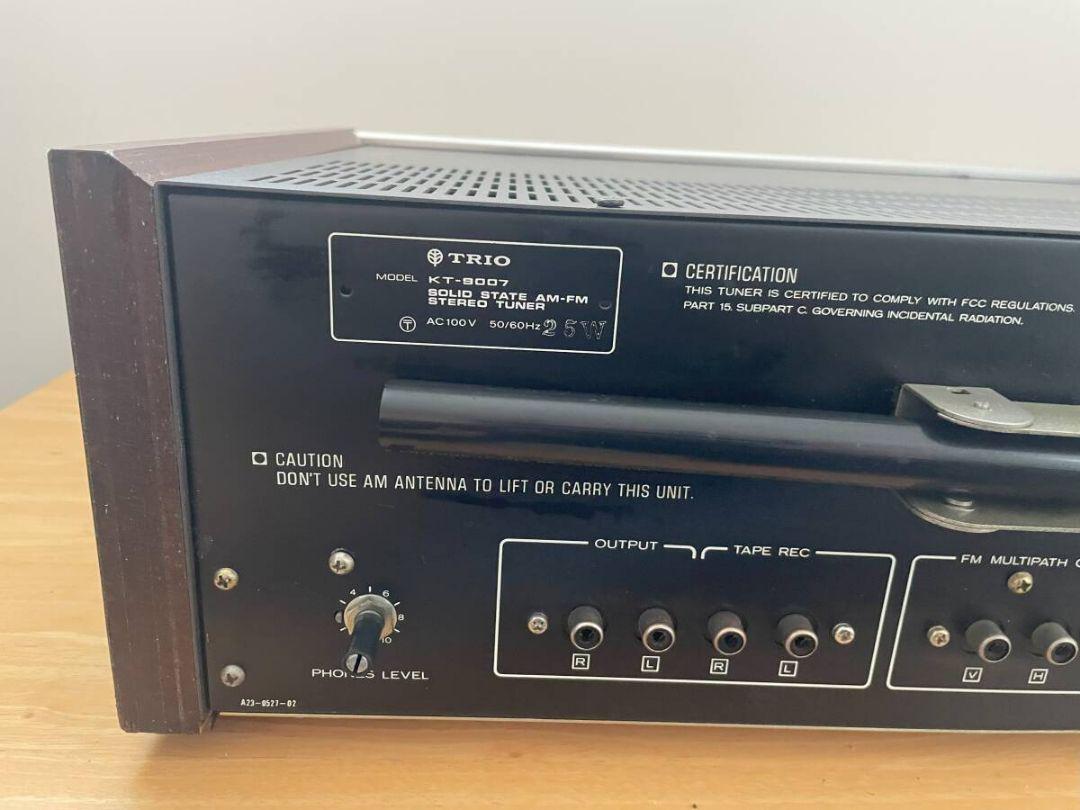 TRIO
MODEL KT-9007
SOLID STATE AM-FM
STEREO TUNER
T AC100V 50/60Hz 25W
CERTIFICATION
THIS TUNER IS CERTIFIED TO COMPLY WITH FCC REGULATIONS.
PART 15. SUBPART C. GOVERNING INCIDENTAL RADIATION.
CAUTION
DON'T USE AM ANTENNA TO LIFT OR CARRY THIS UNIT.
OUTPUT TAPE REC
FM MULTIPATH
R L R L
V H
4 6 8 10
PHONES LEVEL
A23-0527-02